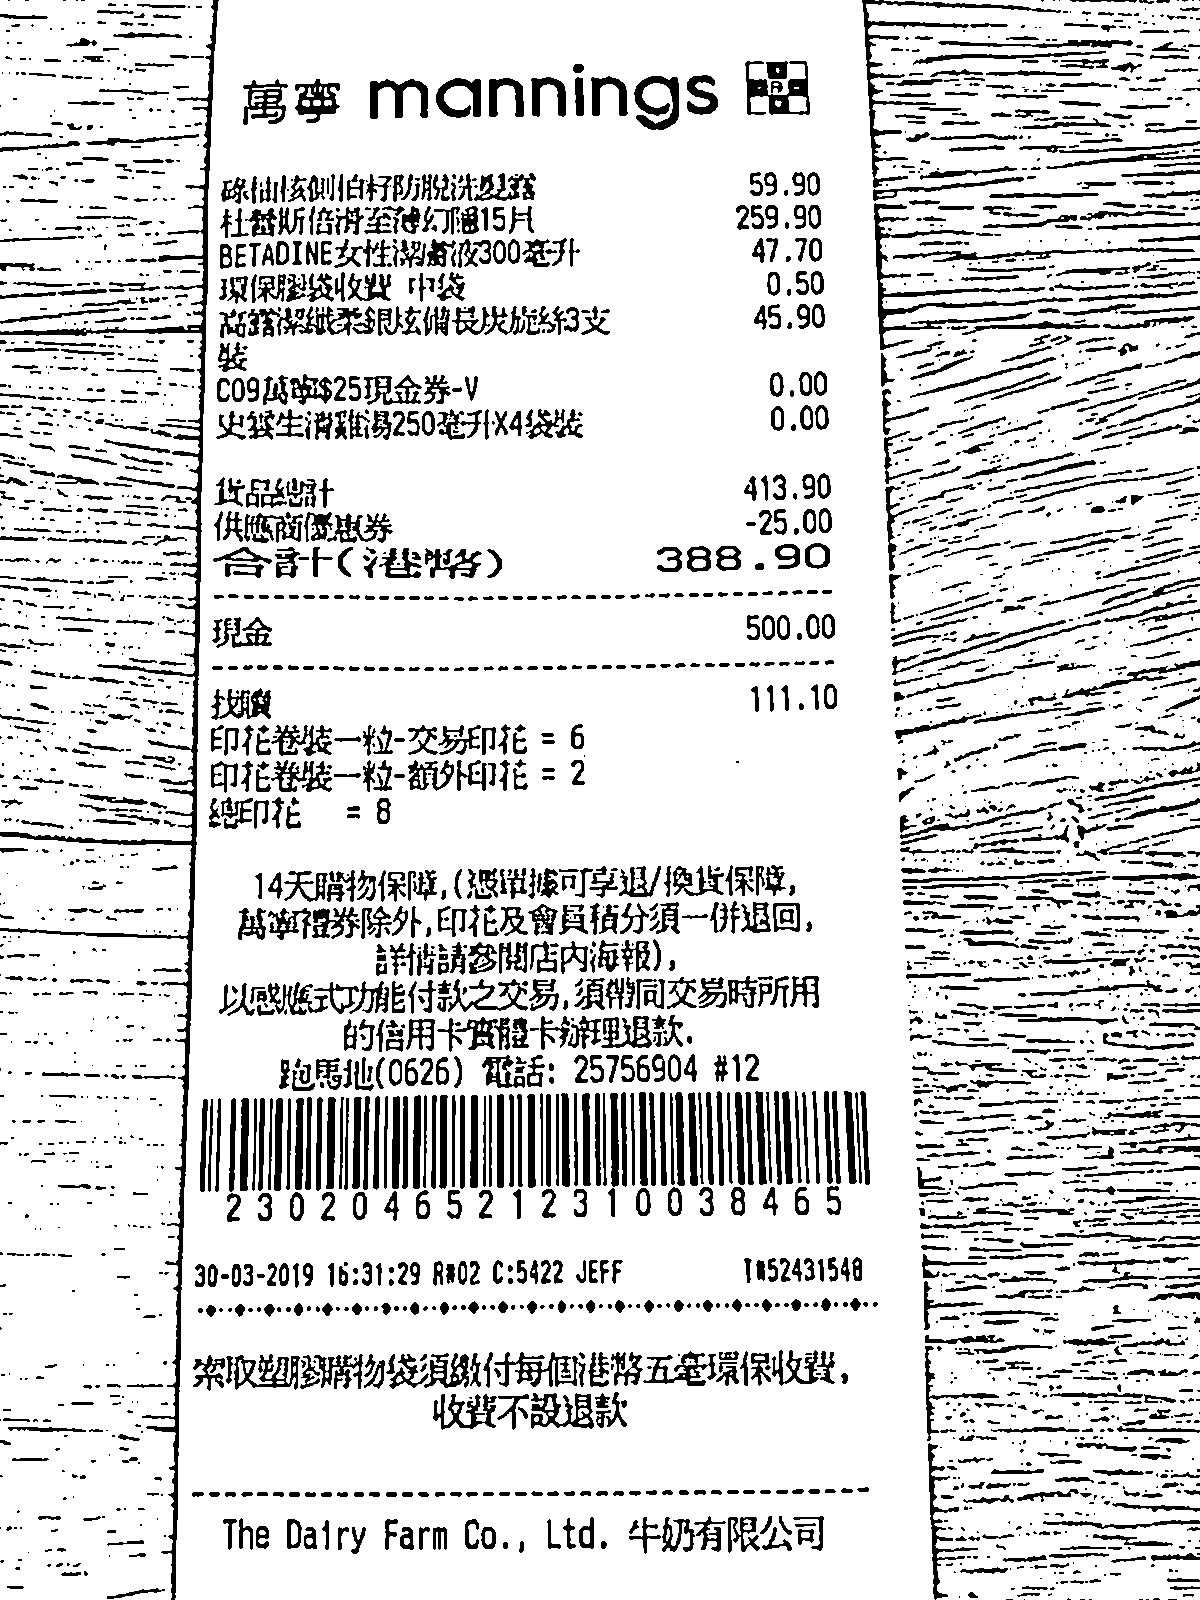 萬寧 mannings
碌柚核側柏籽防脫洗髮露 59.90
杜蕾斯倍滑至薄幻隱15片 259.90
BETADINE女性潔膚液300毫升 47.70
環保膠袋收費 中袋 0.50
高露潔纖柔銀炫備長炭旋絲3支 45.90
裝
C09萬寧$25現金券-V 0.00
史雲生清雞湯250毫升X4袋裝 0.00
貨品總計 413.90
供應商優惠券 -25.00
合計(港幣) 388.90
現金 500.00
找贖 111.10
印花卷裝一粒-交易印花 = 6
印花卷裝一粒-額外印花 = 2
總印花 = 8
14天購物保障,(憑單據可享退/換貨保障,
萬寧禮券除外,印花及會員積分須一併退回,
詳情請參閱店內海報),
以感應式功能付款之交易,須帶同交易時所用
的信用卡實體卡辦理退款.
跑馬地(0626) 電話: 25756904 #12
23020465212310038465
30-03-2019 16:31:29 R#02 C:5422 JEFF T#52431548
索取塑膠購物袋須繳付每個港幣五毫環保收費,
收費不設退款
The Dairy Farm Co., Ltd. 牛奶有限公司